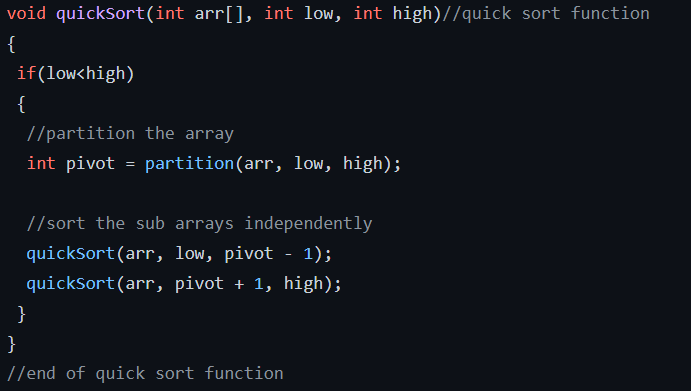 void quickSort(int arr[], int low, int high)//quick sort function
{
 if(low<high)
 {
  //partition the array
  int pivot = partition(arr, low, high);

  //sort the sub arrays independently
  quickSort(arr, low, pivot - 1);
  quickSort(arr, pivot + 1, high);
 }
}
//end of quick sort function